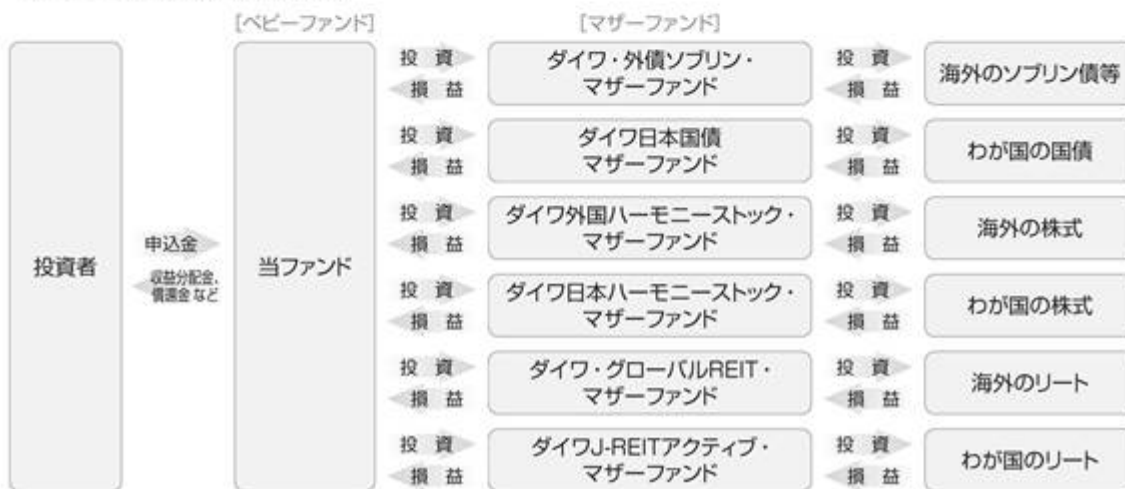 [ベビーファンド]
[マザーファンド]
投資者
申込金
収益分配金、
償還金 など
当ファンド
投 資
損 益
ダイワ・外債ソブリン・
マザーファンド
投 資
損 益
海外のソブリン債等
投 資
損 益
ダイワ日本国債
マザーファンド
投 資
損 益
わが国の国債
投 資
損 益
ダイワ外国ハーモニーストック・
マザーファンド
投 資
損 益
海外の株式
投 資
損 益
ダイワ日本ハーモニーストック・
マザーファンド
投 資
損 益
わが国の株式
投 資
損 益
ダイワ・グローバルREIT・
マザーファンド
投 資
損 益
海外のリート
投 資
損 益
ダイワJ-REITアクティブ・
マザーファンド
投 資
損 益
わが国のリート